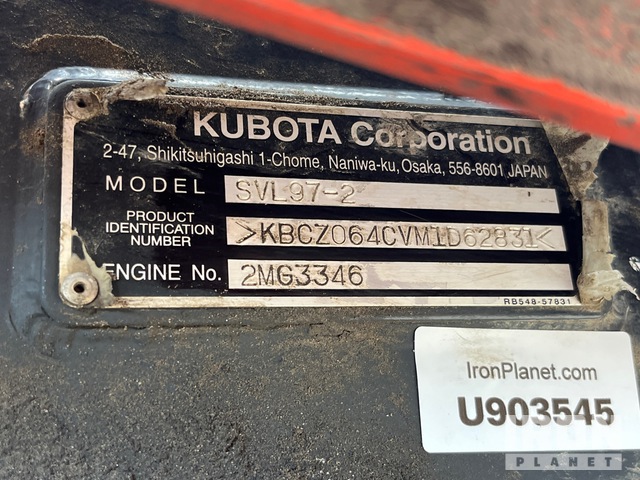 KUBOTA Corporation
2-47, Shikitsuhigashi 1-Chome, Naniwa-ku, Osaka, 556-8601 JAPAN
MODEL SVL97-2
PRODUCT
IDENTIFICATION
NUMBER >KBCZ064CVM1D62831<
ENGINE No. 2MG3346
RB548-57831
IronPlanet.com
U903545
PLANET